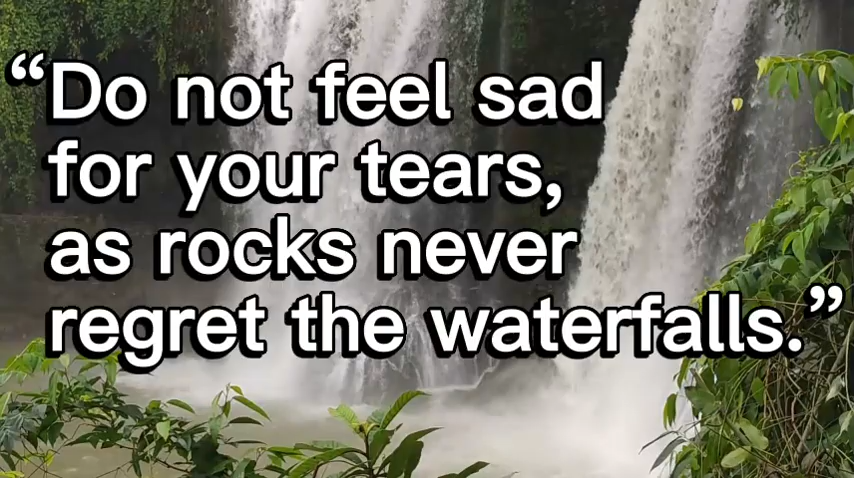 “Do not feel sad
for your tears,
as rocks never
regret the waterfalls.”